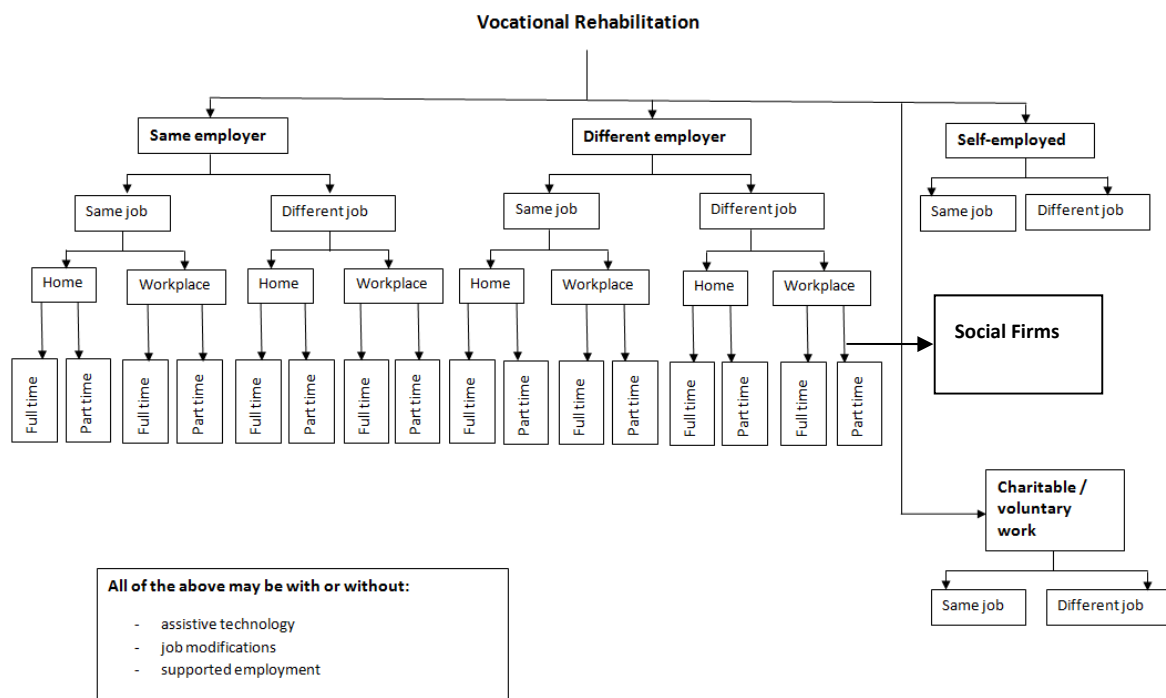 Vocational Rehabilitation
Same employer
Different employer
Self-employed
Same job
Different job
Same job
Different job
Same job
Different job
Home
Workplace
Home
Workplace
Home
Workplace
Home
Workplace
Social Firms
Full time
Part time
Full time
Part time
Full time
Part time
Full time
Part time
Full time
Part time
Full time
Part time
Full time
Part time
Full time
Part time
Charitable /
voluntary
work
Same job
Different job
All of the above may be with or without:
- assistive technology
- job modifications
- supported employment